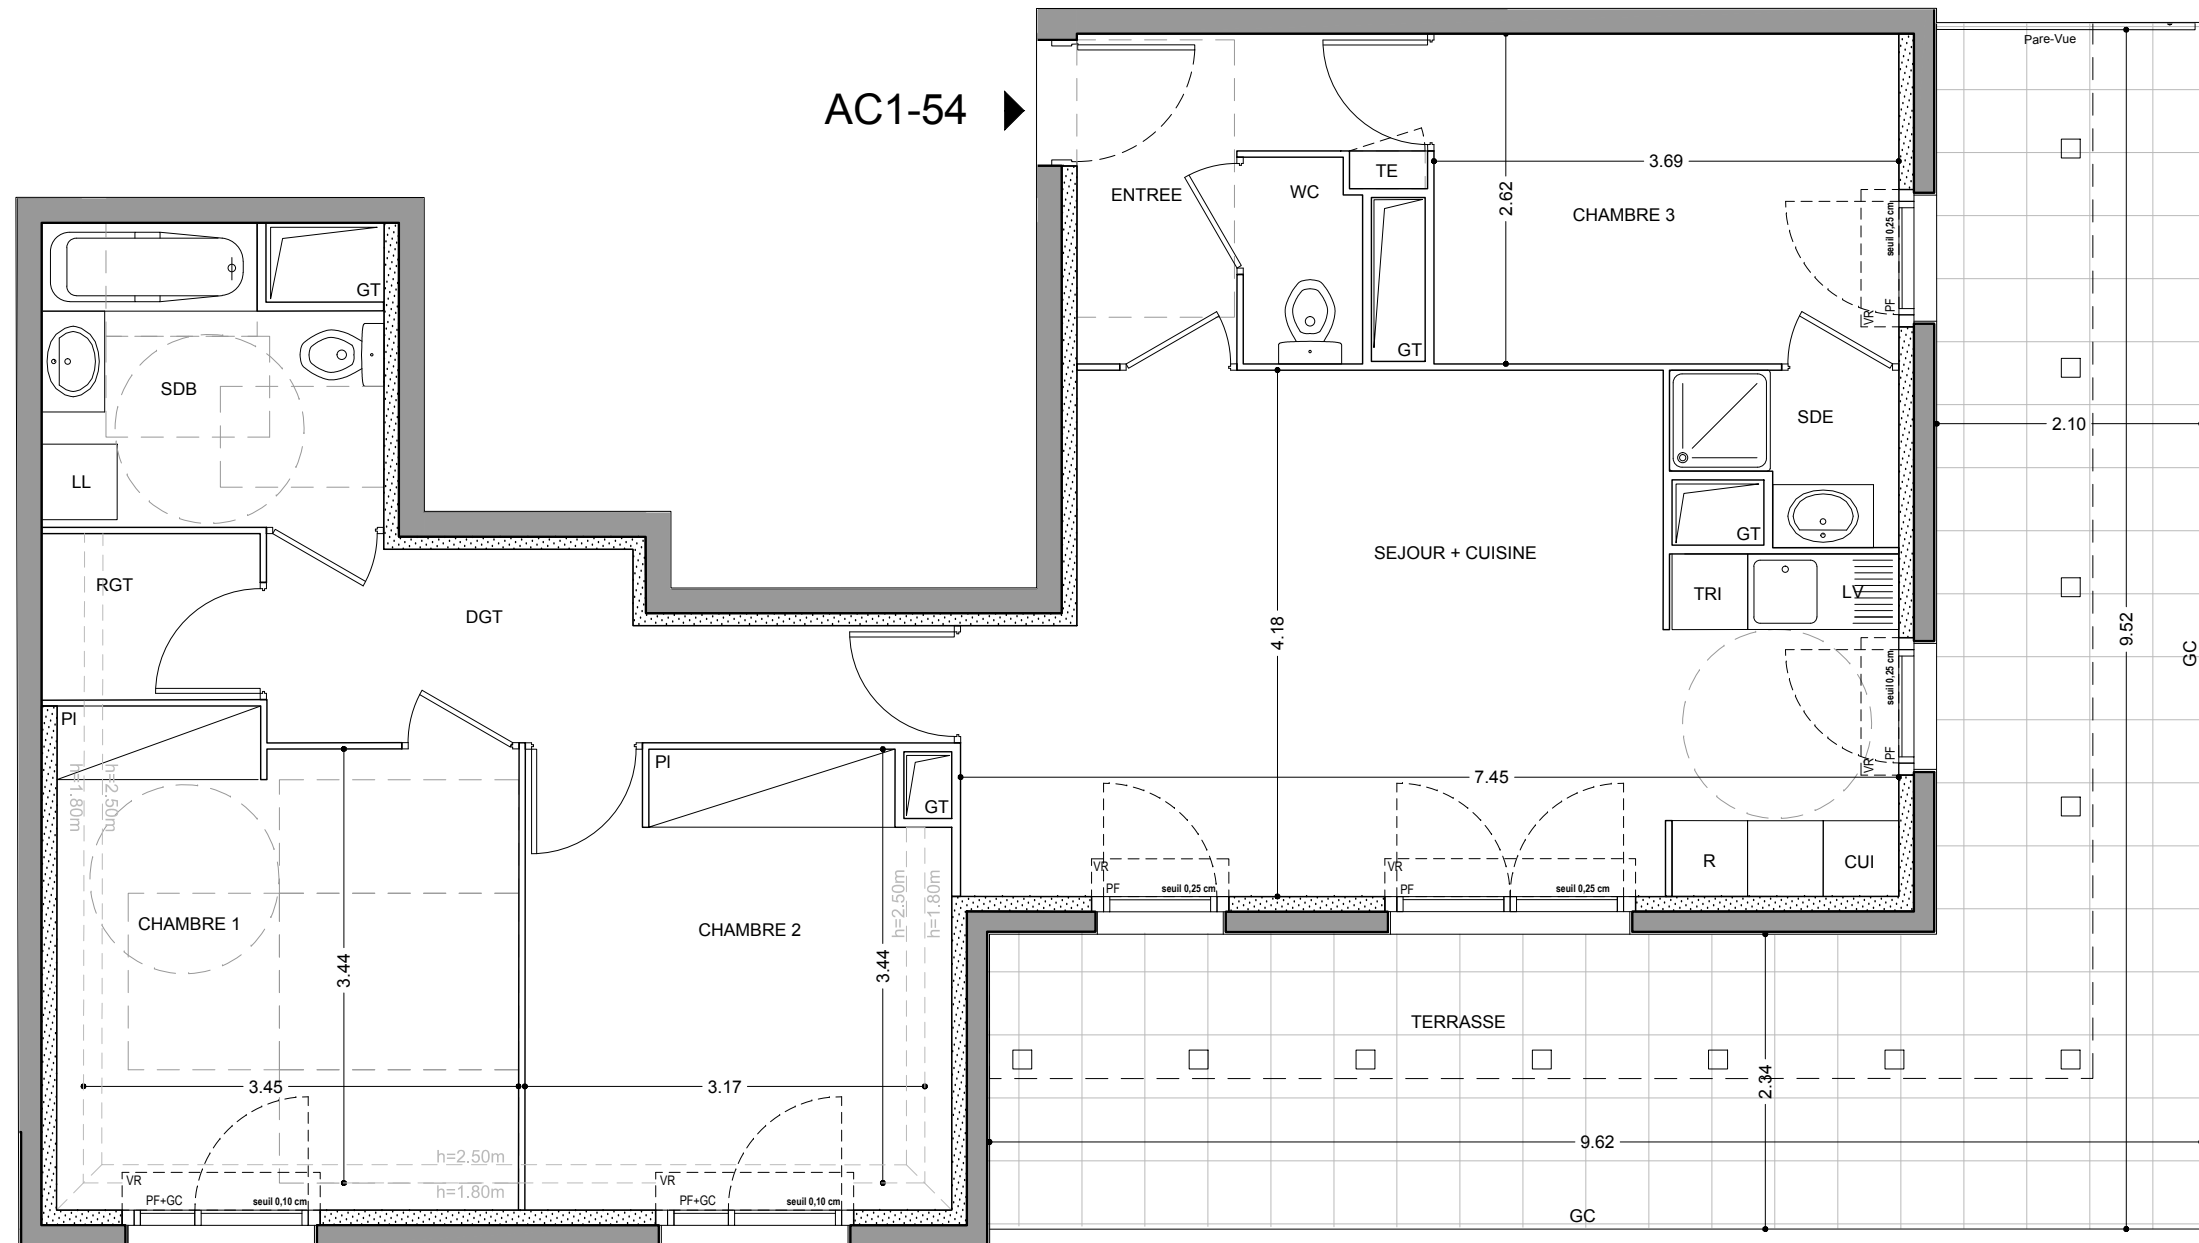 Pare-Vue
AC1-54
ENTREE
WC
TE
3.69
2.62
CHAMBRE 3
seuil 0,25 cm
PF
VR
GT
GT
SDB
LL
SDE
2.10
GT
SEJOUR + CUISINE
TRI
LV
4.18
9.52
GC
RGT
DGT
seuil 0,25 cm
PF
VR
PI
PI
GT
7.45
h=1.80m
h=2.50m
VR
PF
seuil 0,25 cm
VR
PF
seuil 0,25 cm
R
CUI
h=2.50m
h=1.80m
CHAMBRE 1
CHAMBRE 2
3.44
3.44
TERRASSE
2.34
3.45
3.17
9.62
h=2.50m
h=1.80m
VR
PF+GC
seuil 0,10 cm
VR
PF+GC
seuil 0,10 cm
GC